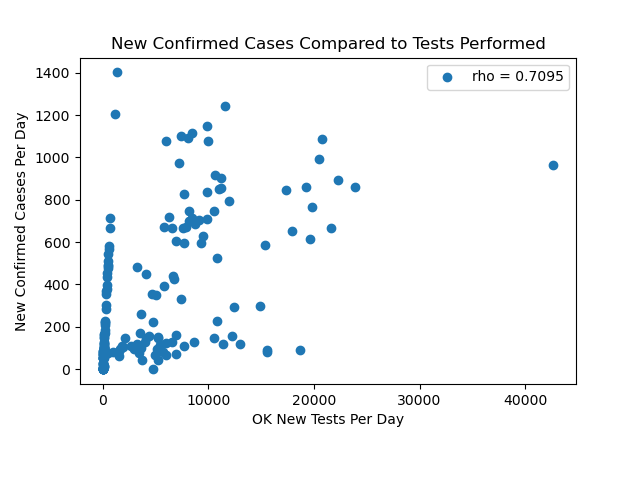 New Confirmed Cases Compared to Tests Performed
rho = 0.7095
1400
1200
1000
800
600
400
200
0
New Confirmed Caeses Per Day
0 10000 20000 30000 40000
OK New Tests Per Day